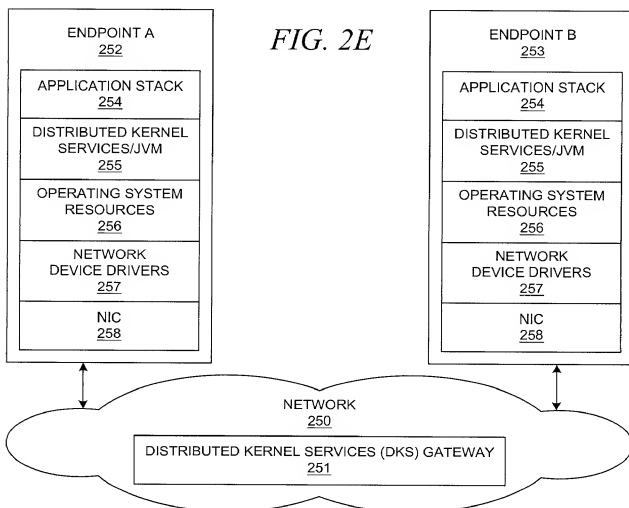 FIG. 2E
ENDPOINT A
252
APPLICATION STACK
254
DISTRIBUTED KERNEL
SERVICES/JVM
255
OPERATING SYSTEM
RESOURCES
256
NETWORK
DEVICE DRIVERS
257
NIC
258
ENDPOINT B
253
APPLICATION STACK
254
DISTRIBUTED KERNEL
SERVICES/JVM
255
OPERATING SYSTEM
RESOURCES
256
NETWORK
DEVICE DRIVERS
257
NIC
258
NETWORK
250
DISTRIBUTED KERNEL SERVICES (DKS) GATEWAY
251